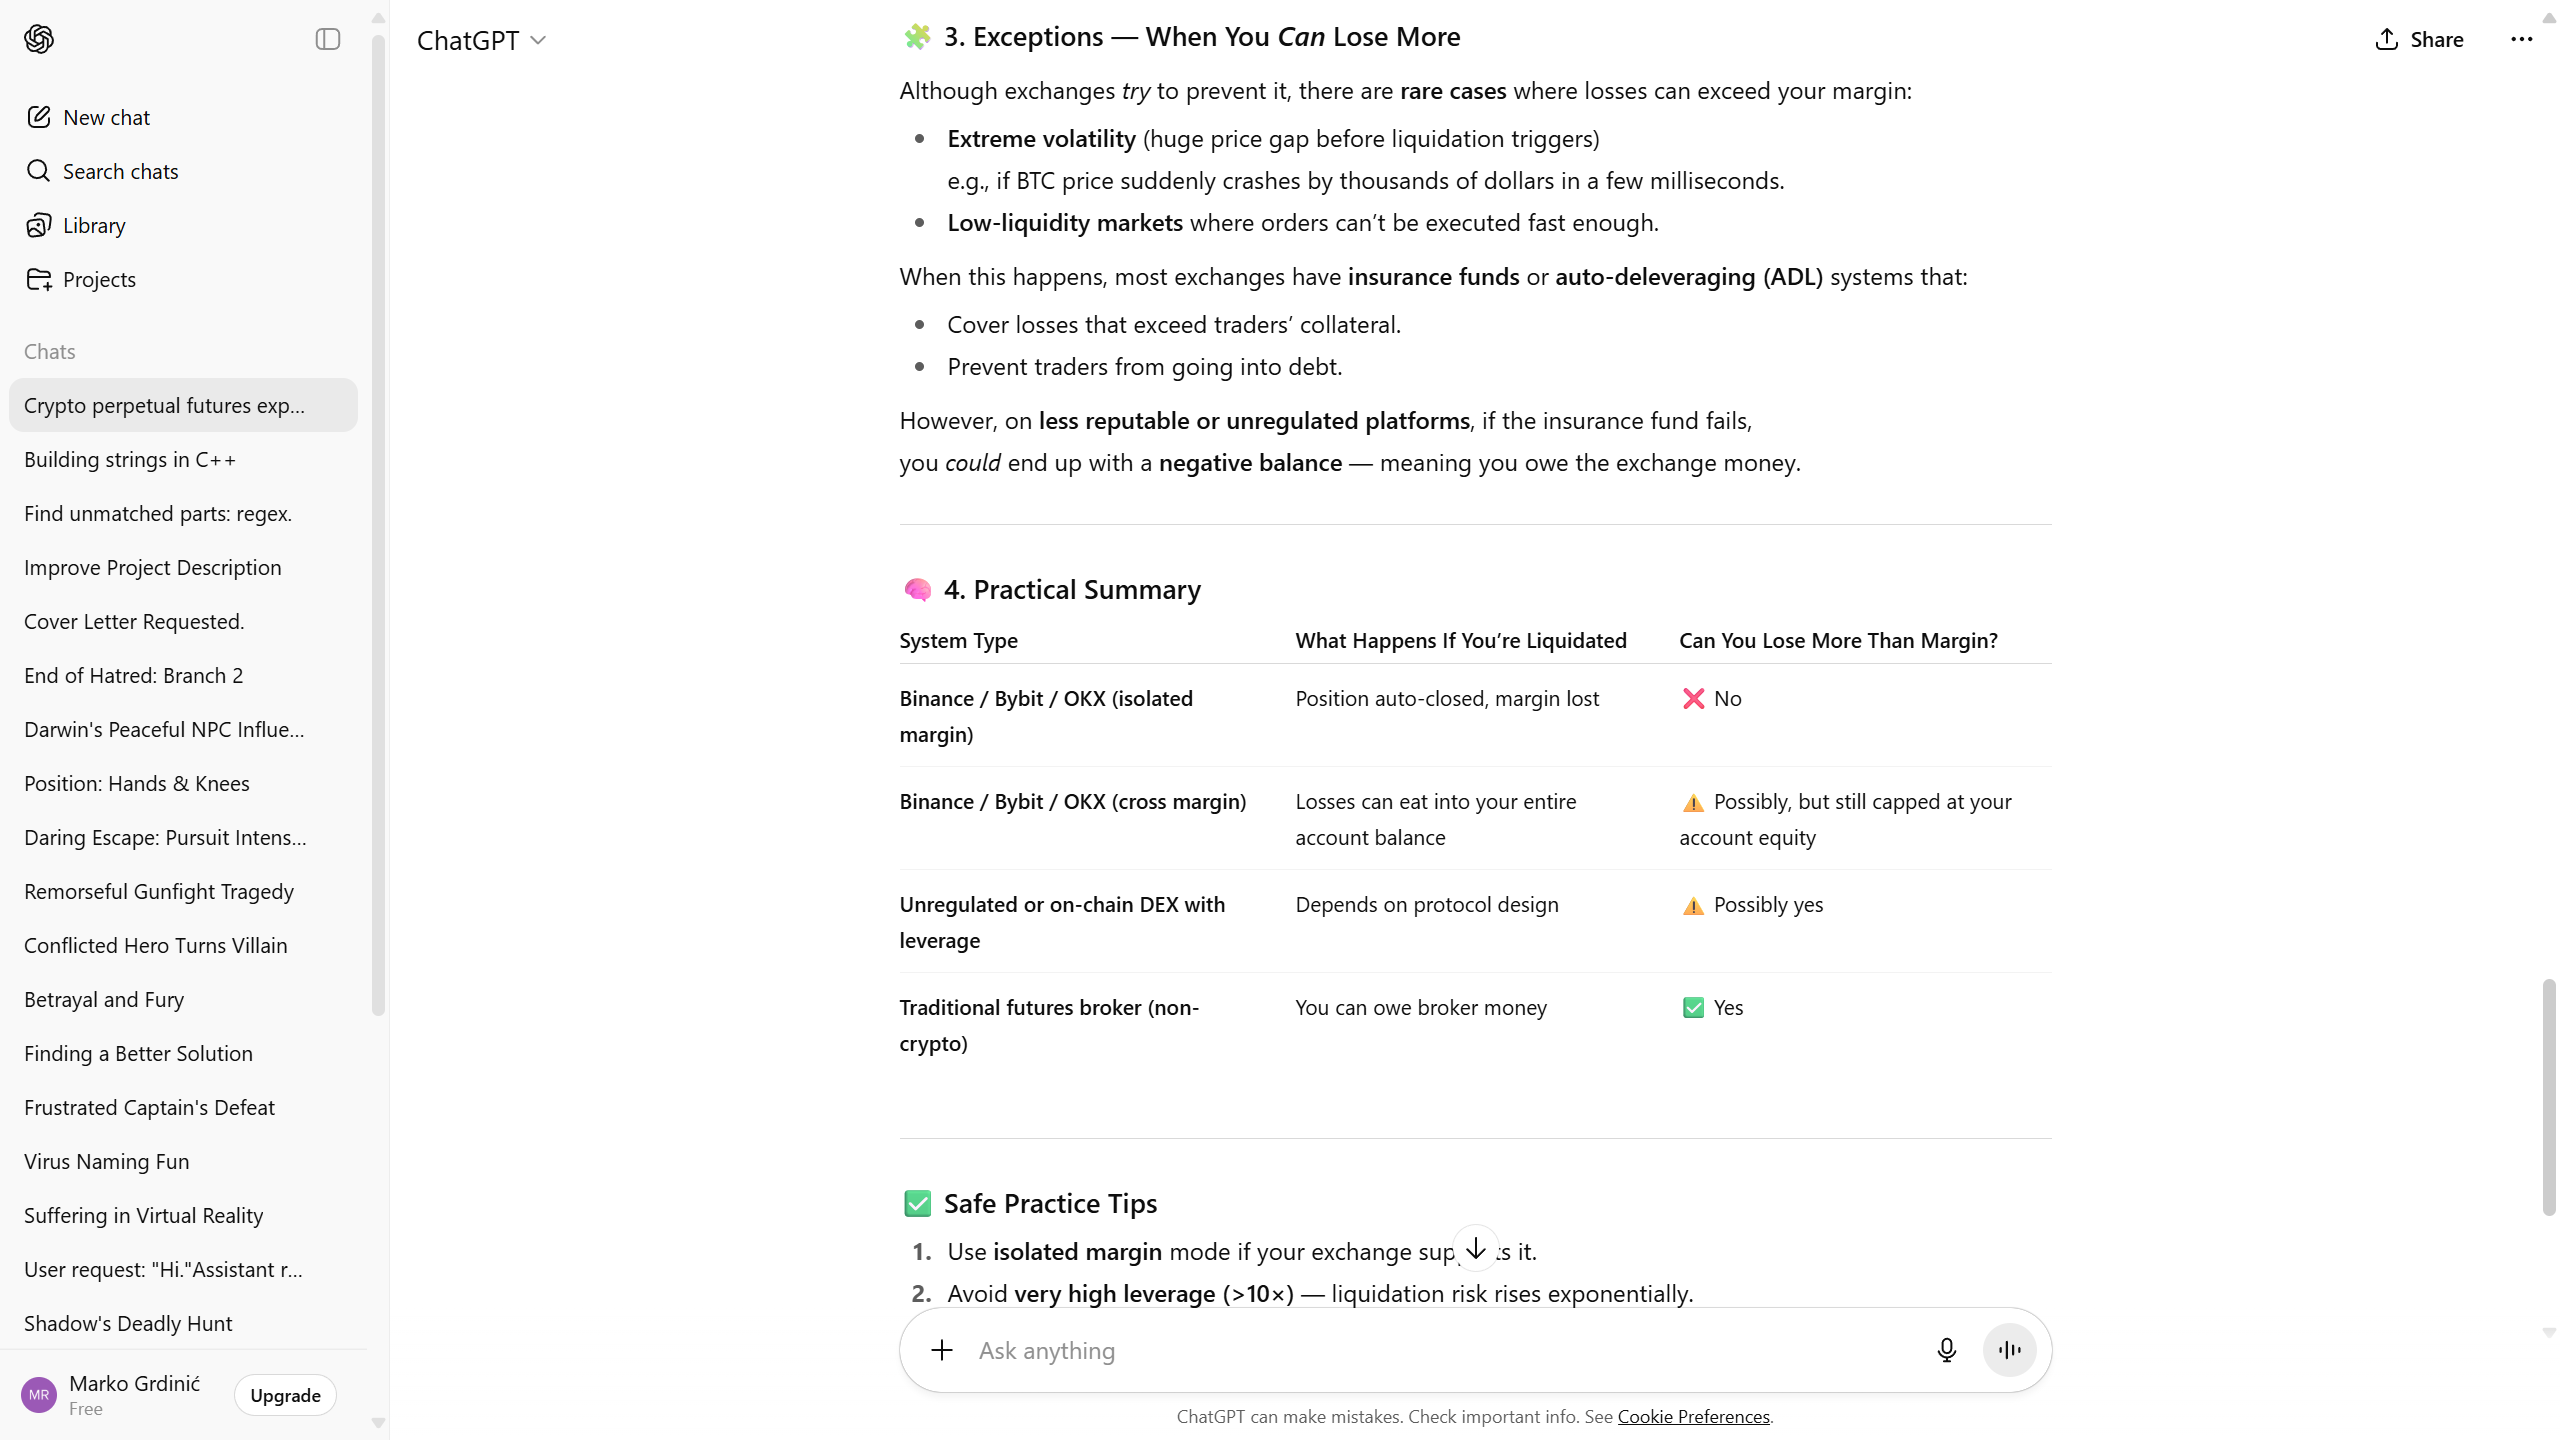 New chat
Search chats
Library
Projects
Chats
Crypto perpetual futures exp...
Building strings in C++
Find unmatched parts: regex.
Improve Project Description
Cover Letter Requested.
End of Hatred: Branch 2
Darwin's Peaceful NPC Influe...
Position: Hands & Knees
Daring Escape: Pursuit Intens...
Remorseful Gunfight Tragedy
Conflicted Hero Turns Villain
Betrayal and Fury
Finding a Better Solution
Frustrated Captain's Defeat
Virus Naming Fun
Suffering in Virtual Reality
User request: "Hi."Assistant r...
Shadow's Deadly Hunt
MR
Marko Grdinić
Free
Upgrade
ChatGPT
Share
3. Exceptions — When You Can Lose More
Although exchanges try to prevent it, there are rare cases where losses can exceed your margin:
• Extreme volatility (huge price gap before liquidation triggers)
e.g., if BTC price suddenly crashes by thousands of dollars in a few milliseconds.
• Low-liquidity markets where orders can’t be executed fast enough.
When this happens, most exchanges have insurance funds or auto-deleveraging (ADL) systems that:
• Cover losses that exceed traders’ collateral.
• Prevent traders from going into debt.
However, on less reputable or unregulated platforms, if the insurance fund fails,
you could end up with a negative balance — meaning you owe the exchange money.
4. Practical Summary
System Type What Happens If You’re Liquidated Can You Lose More Than Margin?
Binance / Bybit / OKX (isolated
margin)
Position auto-closed, margin lost
❌ No
Binance / Bybit / OKX (cross margin)
Losses can eat into your entire
account balance
⚠️ Possibly, but still capped at your
account equity
Unregulated or on-chain DEX with
leverage
Depends on protocol design
⚠️ Possibly yes
Traditional futures broker (non-
crypto)
You can owe broker money
✅ Yes
✅ Safe Practice Tips
1. Use isolated margin mode if your exchange sup ts it.
2. Avoid very high leverage (>10×) — liquidation risk rises exponentially.
Ask anything
ChatGPT can make mistakes. Check important info. See Cookie Preferences.